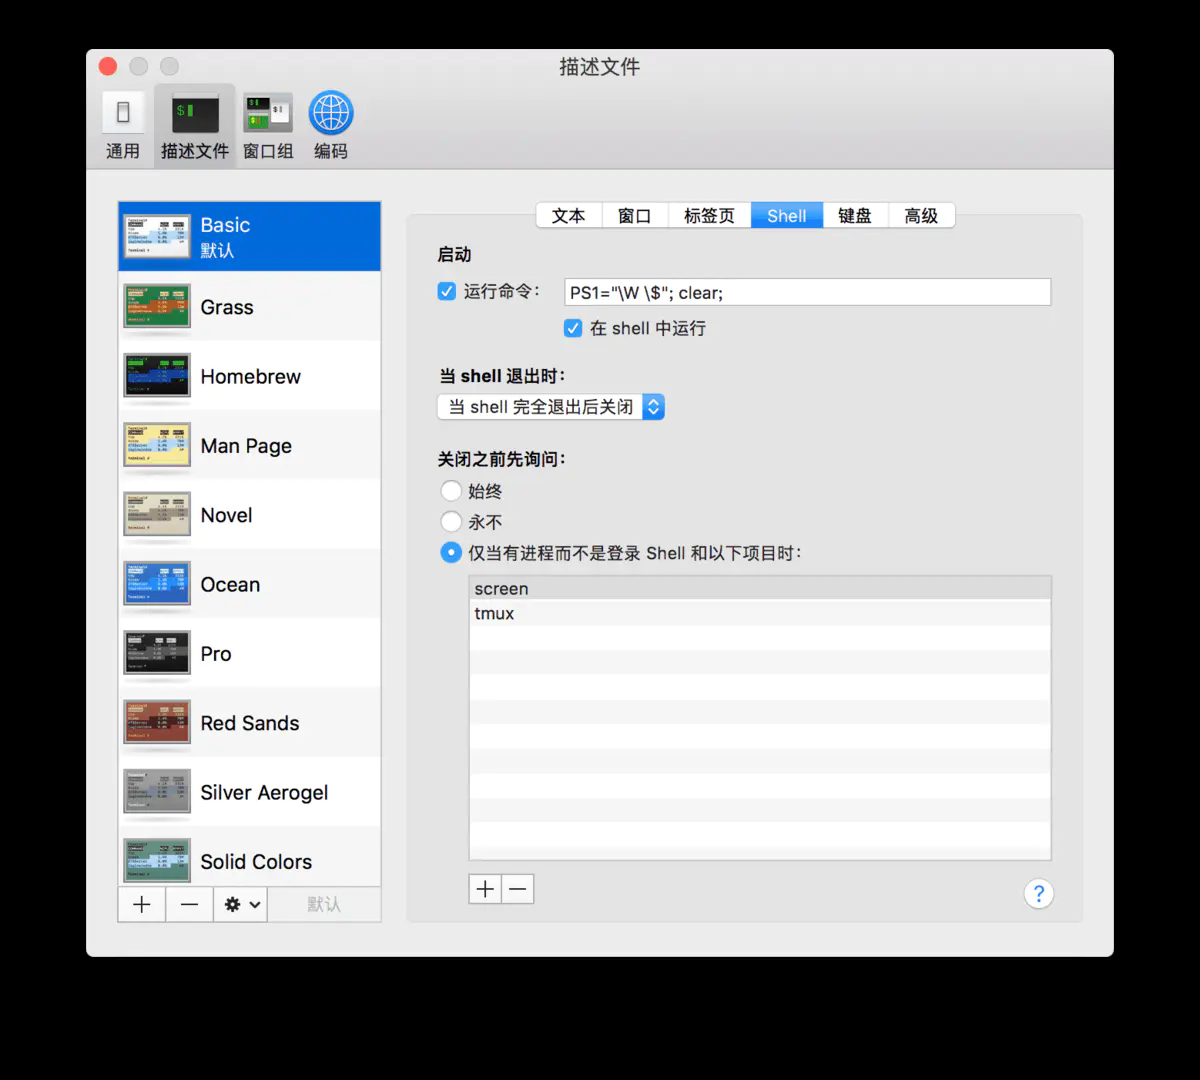 描述文件
通用
描述文件
窗口组
编码
Basic
默认
Grass
Homebrew
Man Page
Novel
Ocean
Pro
Red Sands
Silver Aerogel
Solid Colors
默认
文本
窗口
标签页
Shell
键盘
高级
启动
运行命令：
PS1="\W \$"; clear;
在 shell 中运行
当 shell 退出时：
当 shell 完全退出后关闭
关闭之前先询问：
始终
永不
仅当有进程而不是登录 Shell 和以下项目时：
screen
tmux
?